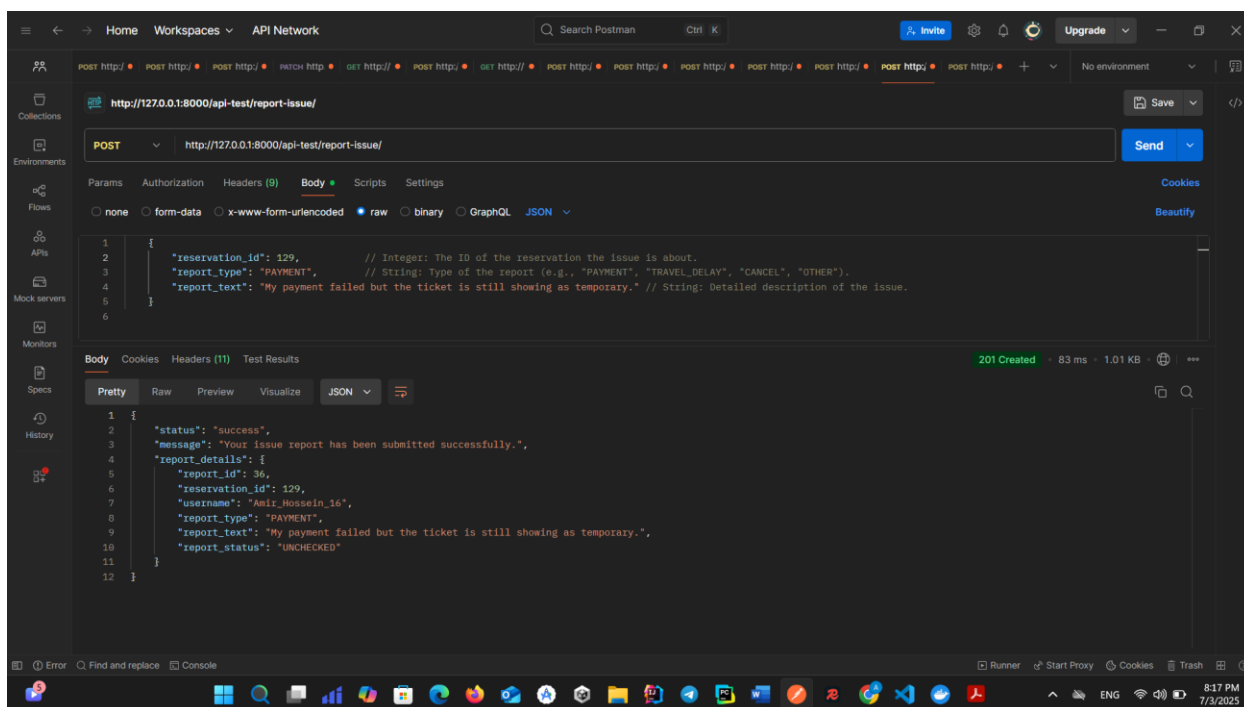 Home Workspaces API Network Search Postman Ctrl K Invite Upgrade
POST http:/ POST http:/ POST http:/ PATCH http. GET http:// POST http:/ GET http:// POST http:/ POST http:/ POST http:/ POST http:/ POST http:/ POST http:/ POST http:/ No environment
HTTP http://127.0.0.1:8000/api-test/report-issue/ Save
POST http://127.0.0.1:8000/api-test/report-issue/ Send
Params Authorization Headers (9) Body Scripts Settings Cookies
none form-data x-www-form-urlencoded raw binary GraphQL JSON Beautify
1 {
2 "reservation_id": 129, // Integer: The ID of the reservation the issue is about.
3 "report_type": "PAYMENT", // String: Type of the report (e.g., "PAYMENT", "TRAVEL_DELAY", "CANCEL", "OTHER").
4 "report_text": "My payment failed but the ticket is still showing as temporary." // String: Detailed description of the issue.
5 }
6
Body Cookies Headers (11) Test Results 201 Created 83 ms 1.01 KB
Pretty Raw Preview Visualize JSON
1 {
2 "status": "success",
3 "message": "Your issue report has been submitted successfully.",
4 "report_details": {
5 "report_id": 36,
6 "reservation_id": 129,
7 "username": "Amir_Hossein_16",
8 "report_type": "PAYMENT",
9 "report_text": "My payment failed but the ticket is still showing as temporary.",
10 "report_status": "UNCHECKED"
11 }
12 }
Collections
Environments
Flows
APIs
Mock servers
Monitors
Specs
History
Error Find and replace Console Runner Start Proxy Cookies Trash
5 ENG 8:17 PM
7/3/2025